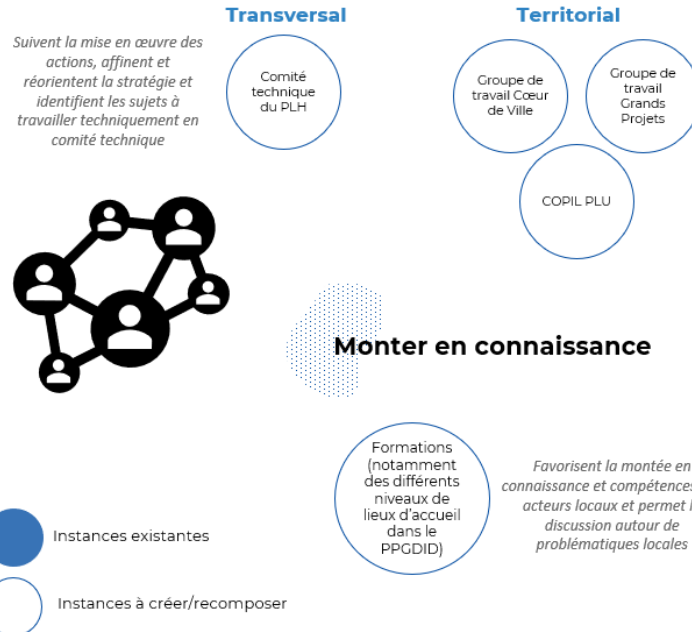 Transversal
Territorial
Suivent la mise en œuvre des
actions, affinent et
réorientent la stratégie et
identifient les sujets à
travailler techniquement en
comité technique
Comité
technique
du PLH
Groupe de
travail Cœur
de Ville
Groupe de
travail
Grands
Projets
COPIL PLU
Monter en connaissance
Formations
(notamment
des différents
niveaux de
lieux d'accueil
dans le
PPGDID)
Favorisent la montée en
connaissance et compétences
acteurs locaux et permet
discussion autour de
problématiques locales
Instances existantes
Instances à créer/recomposer